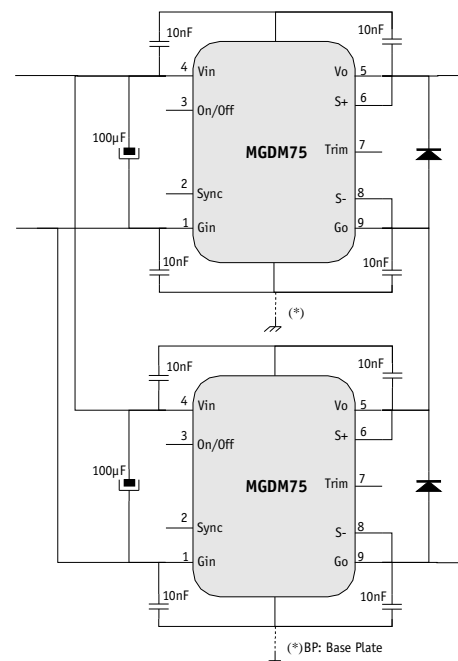 10nF
10nF
4 Vin
Vo 5
3 On/Off
S+ 6
100µF
MGDM75
Trim 7
2 Sync
S- 8
1 Gin
Go 9
10nF
10nF
(*)
10nF
10nF
4 Vin
Vo 5
3 On/Off
S+ 6
100µF
MGDM75
Trim 7
2 Sync
S- 8
1 Gin
Go 9
10nF
10nF
(*)BP: Base Plate